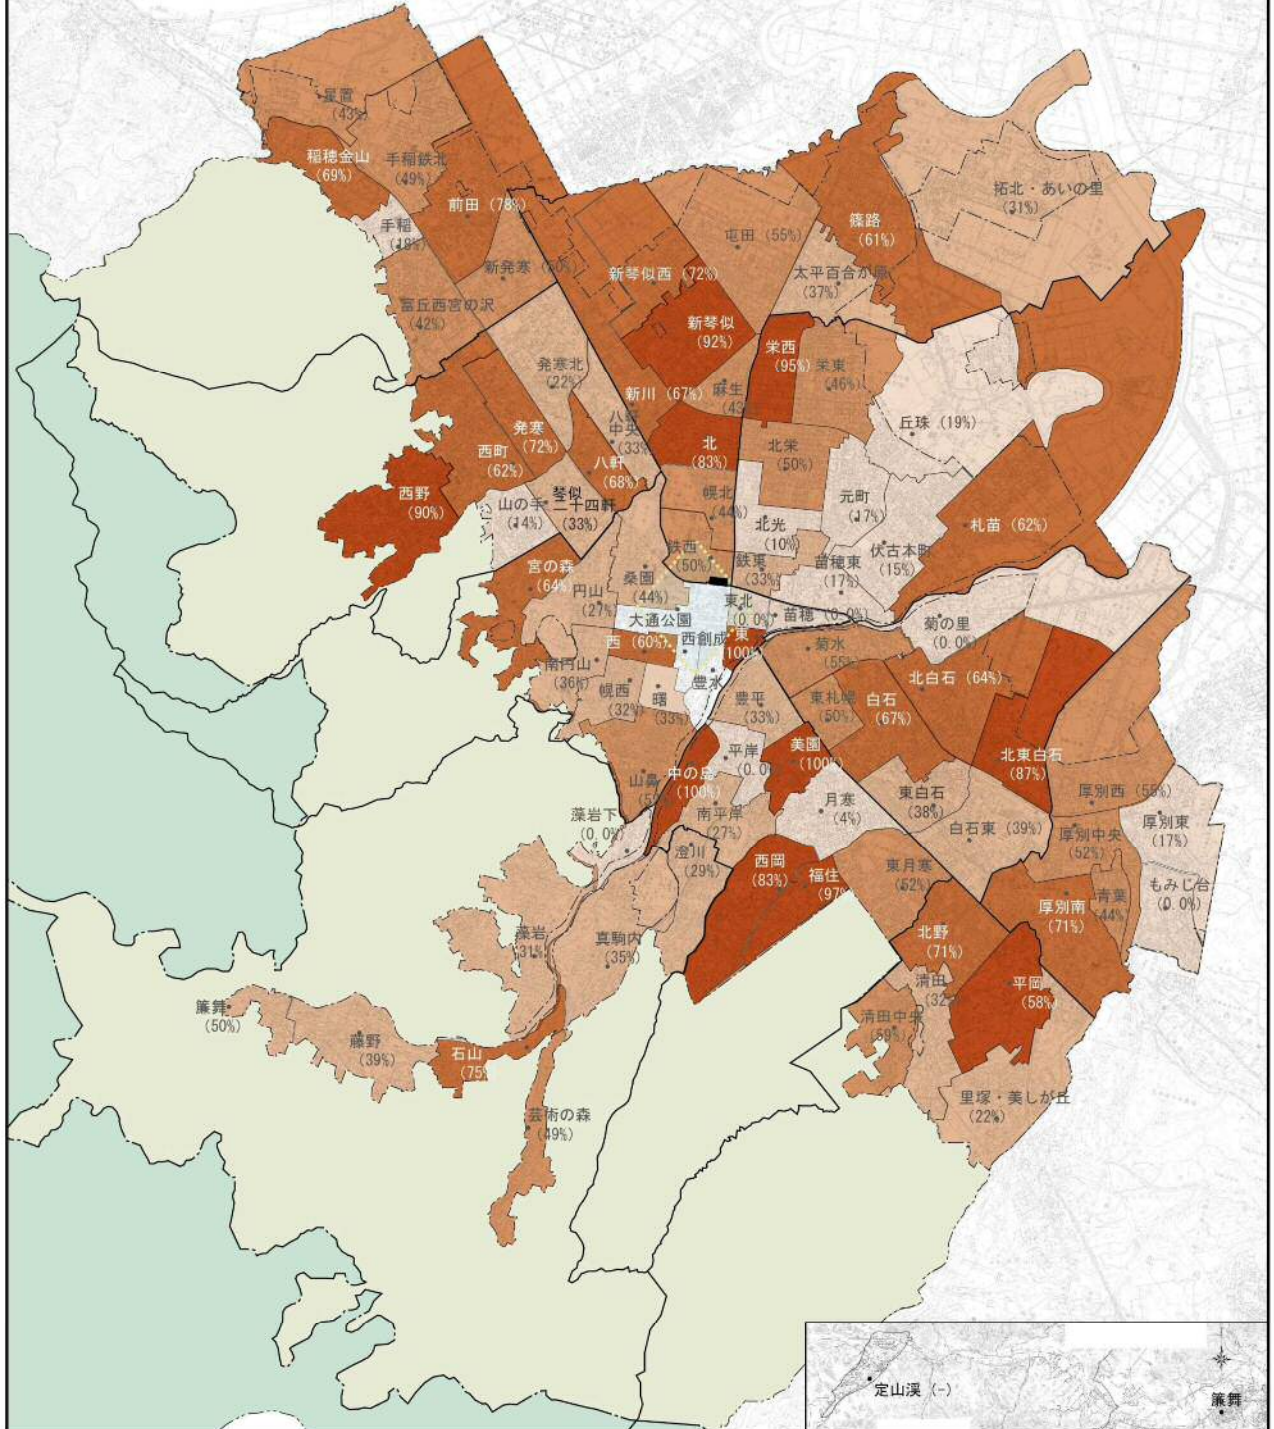 星置
(43%)
稲穂金山
(69%)
手稲鉄北
(49%)
前田 (78%)
手稲
(18%)
新発寒 (60%)
富丘西宮の沢
(42%)
拓北・あいの里
(31%)
篠路
(61%)
屯田 (55%)
太平百合が原
(37%)
新琴似西 (72%)
新琴似
(92%)
栄西
(95%)
栄東
(46%)
発寒北
(22%)
新川 (67%)
麻生
(43
八軒
中央
(33%)
丘珠 (19%)
発寒
(72%)
西町
(62%)
八軒
(68%)
北
(83%)
北栄
(50%)
西野
(90%)
山の手
(14%)
琴似
二十四軒
(33%)
幌北
(44%)
元町
(17%)
札苗 (62%)
北光
(10%)
伏古本町
(15%)
鉄西
(50%)
鉄東
(33%)
苗穂東
(17%)
宮の森
(64%)
桑園
(44%)
円山
(27%)
東北
(0.0%)
苗穂 (0.0%)
菊の里
(0.0%)
大通公園
西 (60%)
西創成
東
(100%)
菊水
(55%)
南円山
(36%)
幌西
(32%)
曙
(33%)
豊水
豊平
(33%)
東札幌
(50%)
白石
(67%)
北白石 (64%)
北東白石
(87%)
平岸
(0.0%)
美園
(100%)
中の島
(100%)
山鼻
月寒
(4%)
東白石
(38%)
厚別西 (55%)
厚別東
(17%)
藻岩下
(0.0%)
南平岸
(27%)
白石東 (39%)
厚別中央
(52%)
澄川
(29%)
西岡
(83%)
福住
(97%
東月寒
(52%)
青葉
(44%)
もみじ台
(0.0%)
厚別南
(71%)
藻岩
(31%)
真駒内
(35%)
北野
(71%)
清田
(32
平岡
(58%)
簾舞
(50%)
藤野
(39%)
石山
(75%
清田中央
(59%)
芸術の森
(49%)
里塚・美しが丘
(22%)
定山渓 (-)
簾舞